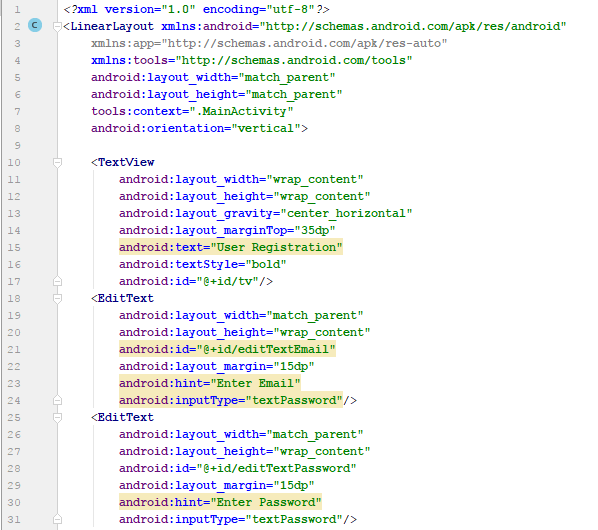 1 <?xml version="1.0" encoding="utf-8"?>
2 C <LinearLayout xmlns:android="http://schemas.android.com/apk/res/android"
3 xmlns:app="http://schemas.android.com/apk/res-auto"
4 xmlns:tools="http://schemas.android.com/tools"
5 android:layout_width="match_parent"
6 android:layout_height="match_parent"
7 tools:context=".MainActivity"
8 android:orientation="vertical">
9
10 <TextView
11 android:layout_width="wrap_content"
12 android:layout_height="wrap_content"
13 android:layout_gravity="center_horizontal"
14 android:layout_marginTop="35dp"
15 android:text="User Registration"
16 android:textStyle="bold"
17 android:id="@+id/tv"/>
18 <EditText
19 android:layout_width="match_parent"
20 android:layout_height="wrap_content"
21 android:id="@+id/editTextEmail"
22 android:layout_margin="15dp"
23 android:hint="Enter Email"
24 android:inputType="textPassword"/>
25 <EditText
26 android:layout_width="match_parent"
27 android:layout_height="wrap_content"
28 android:id="@+id/editTextPassword"
29 android:layout_margin="15dp"
30 android:hint="Enter Password"
31 android:inputType="textPassword"/>